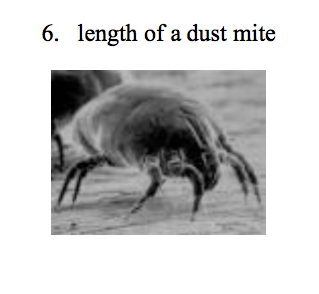 6. length of a dust mite